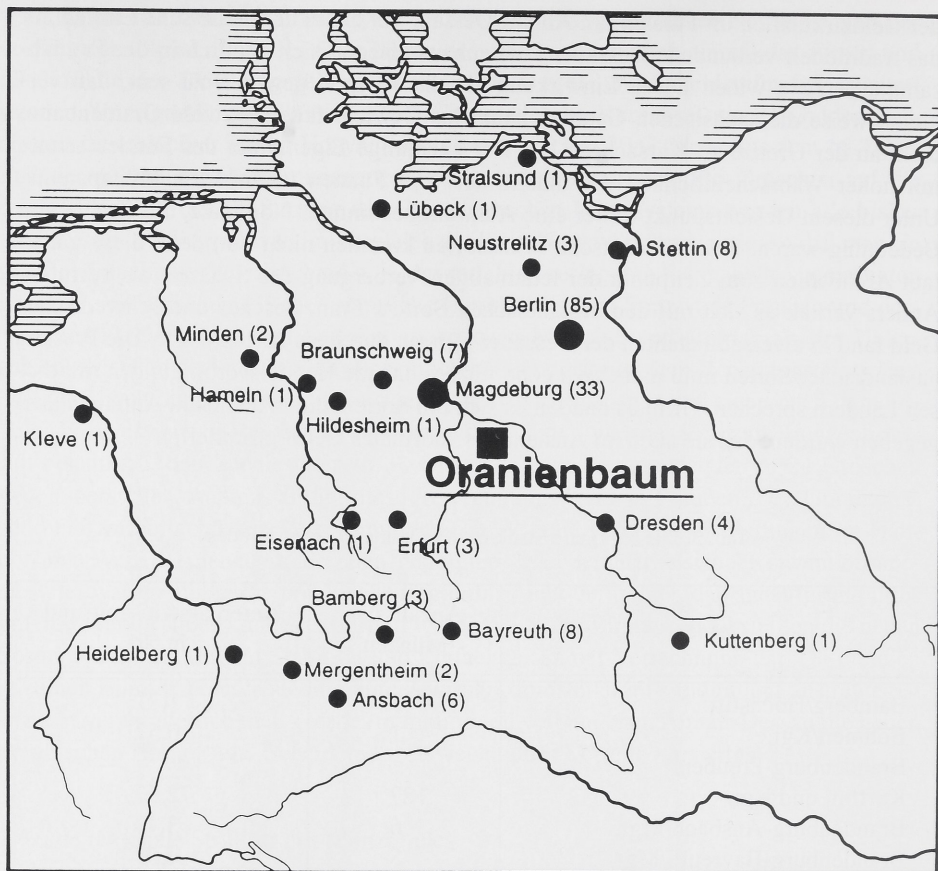 Stralsund (1)
Lübeck (1)
Neustrelitz (3)
Stettin (8)
Berlin (85)
Minden (2)
Braunschweig (7)
Hameln (1)
Magdeburg (33)
Hildesheim (1)
Kleve (1)
Oranienbaum
Dresden (4)
Eisenach (1)
Erfurt (3)
Bamberg (3)
Bayreuth (8)
Kuttenberg (1)
Heidelberg (1)
Mergentheim (2)
Ansbach (6)